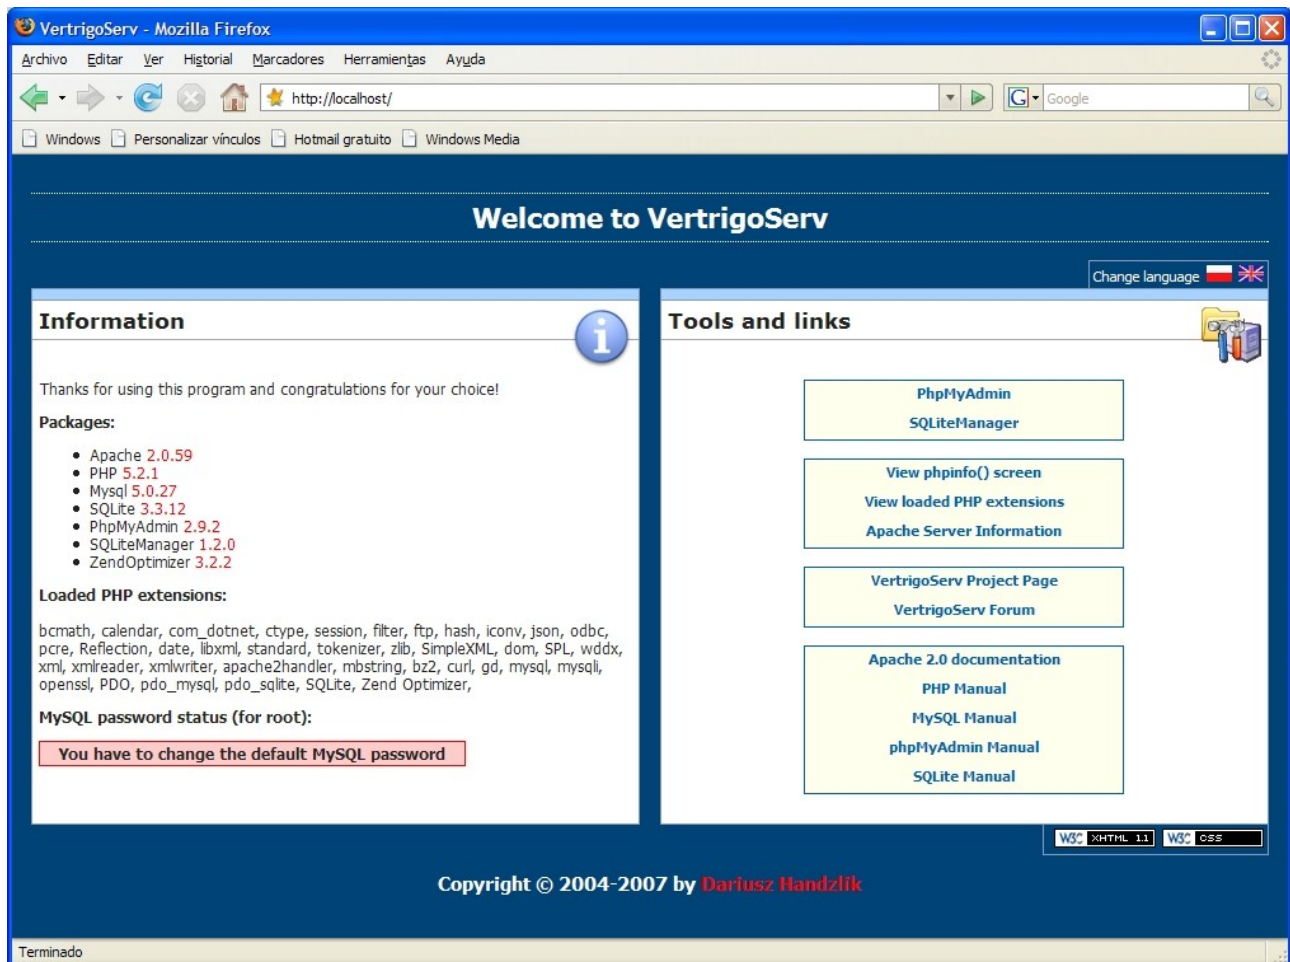 VertrigoServ - Mozilla Firefox
Archivo Editar Ver Historial Marcadores Herramientas Ayuda
http://localhost/
Google
Windows Personalizar vínculos Hotmail gratuito Windows Media
Welcome to VertrigoServ
Change language
Information
Thanks for using this program and congratulations for your choice!
Packages:
Apache 2.0.59
PHP 5.2.1
Mysql 5.0.27
SQLite 3.3.12
PhpMyAdmin 2.9.2
SQLiteManager 1.2.0
ZendOptimizer 3.2.2
Loaded PHP extensions:
bcmath, calendar, com_dotnet, ctype, session, filter, ftp, hash, iconv, json, odbc,
pcre, Reflection, date, libxml, standard, tokenizer, zlib, SimpleXML, dom, SPL, wddx,
xml, xmlreader, xmlwriter, apache2handler, mbstring, bz2, curl, gd, mysql, mysqli,
openssl, PDO, pdo_mysql, pdo_sqlite, SQLite, Zend Optimizer,
MySQL password status (for root):
You have to change the default MySQL password
Tools and links
PhpMyAdmin
SQLiteManager
View phpinfo() screen
View loaded PHP extensions
Apache Server Information
VertrigoServ Project Page
VertrigoServ Forum
Apache 2.0 documentation
PHP Manual
MySQL Manual
phpMyAdmin Manual
SQLite Manual
W3C XHTML 1.1 W3C CSS
Copyright © 2004-2007 by Dariusz Handzlik
Terminado